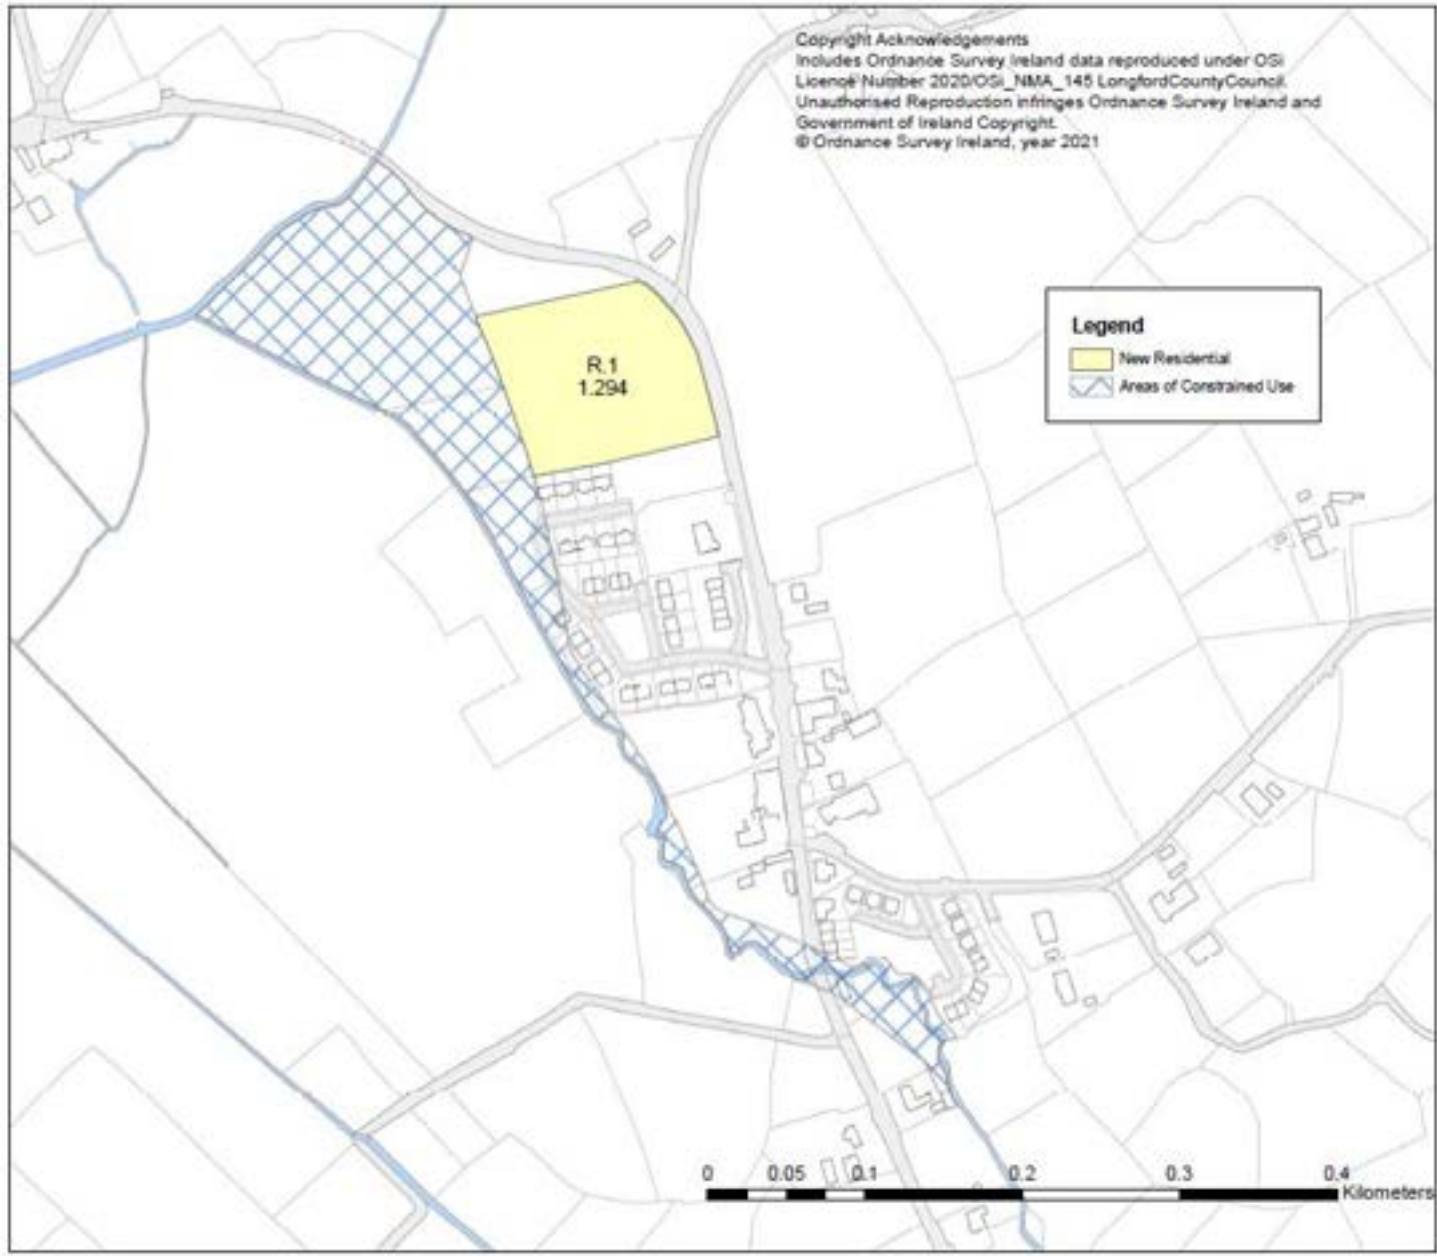 Copyright Acknowledgements
Includes Ordnance Survey Ireland data reproduced under OSi
Licence Number 2020/OSi_NMA_145 LongfordCountyCouncil.
Unauthorised Reproduction infringes Ordnance Survey Ireland and
Government of Ireland Copyright.
© Ordnance Survey Ireland, year 2021
Legend
New Residential
Areas of Constrained Use
R.1
1.294
0 0.05 0.1 0.2 0.3 0.4
Kilometers